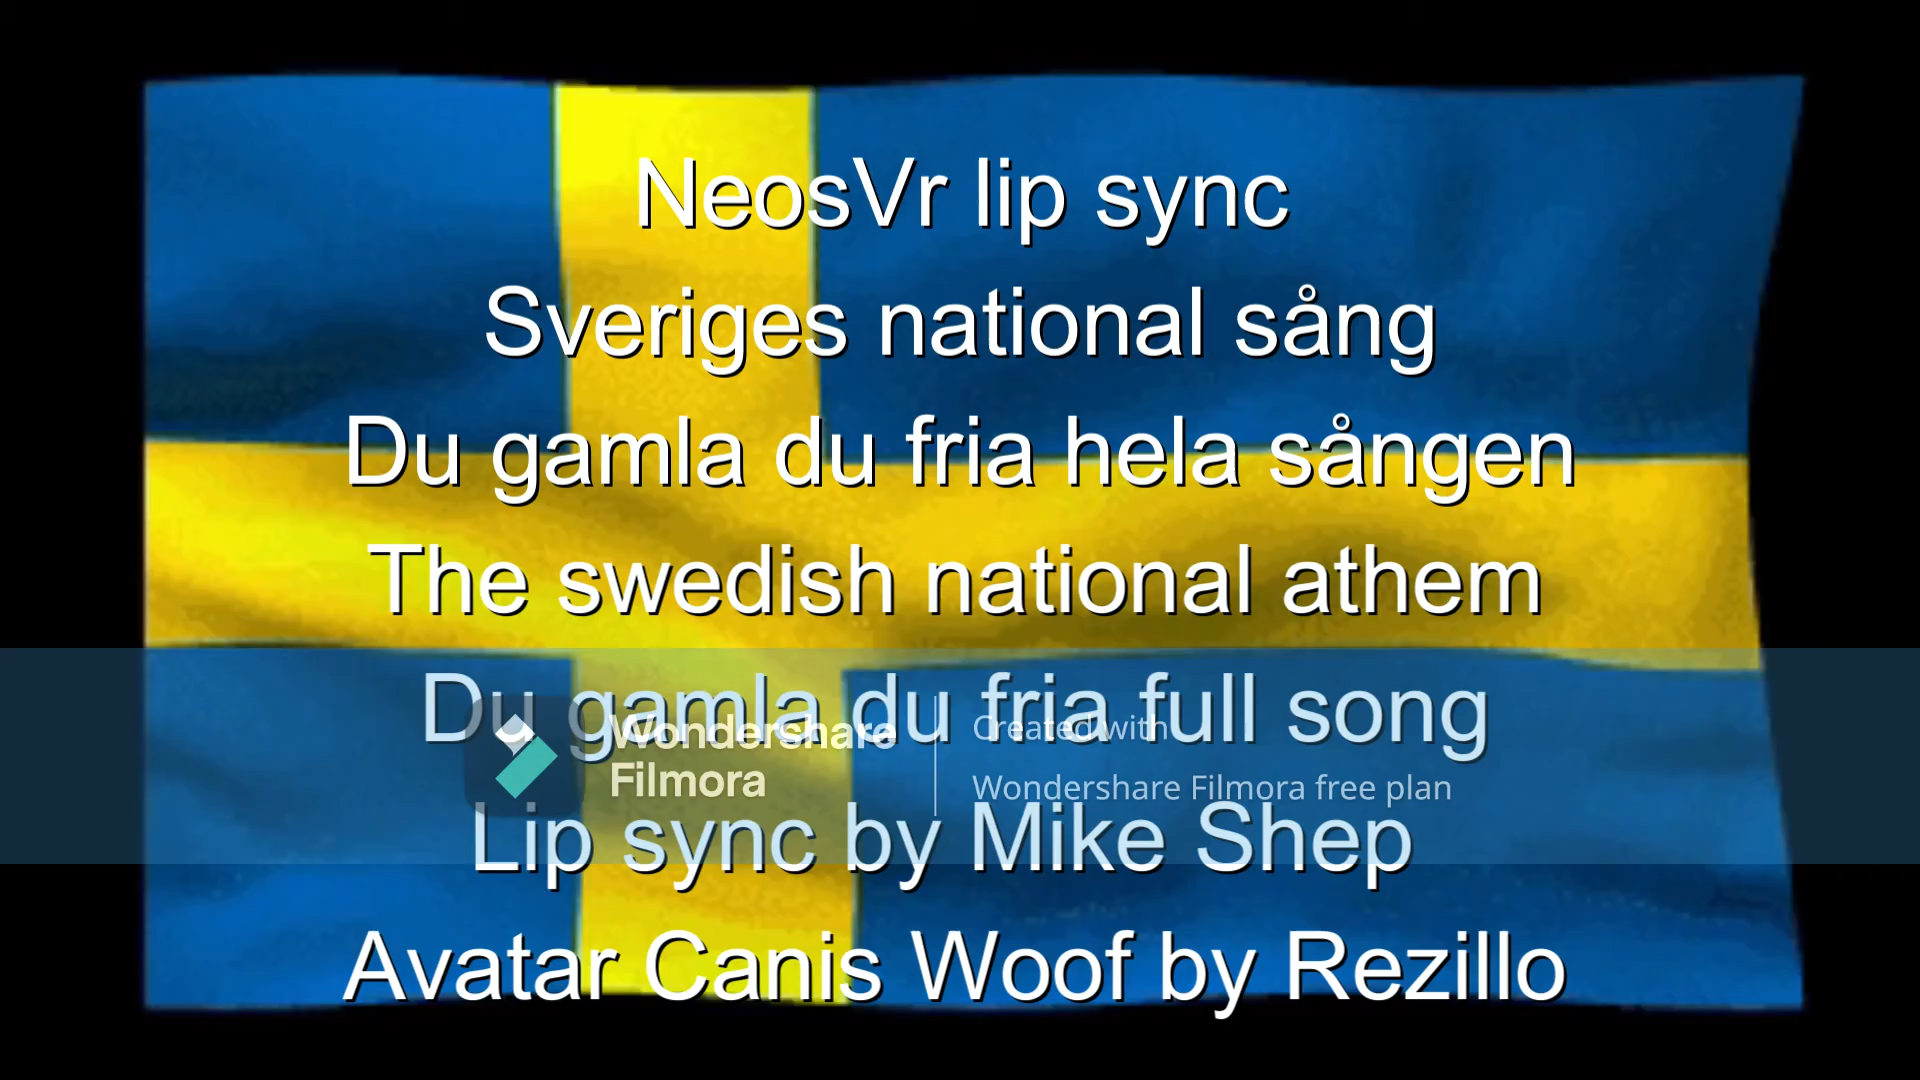 NeosVr lip sync
Sveriges national sång
Du gamla du fria hela sången
The swedish national athem
Du gamla du fria full song
Wondershare
Filmora
Created with
Wondershare Filmora free plan
Lip sync by Mike Shep
Avatar Canis Woof by Rezillo